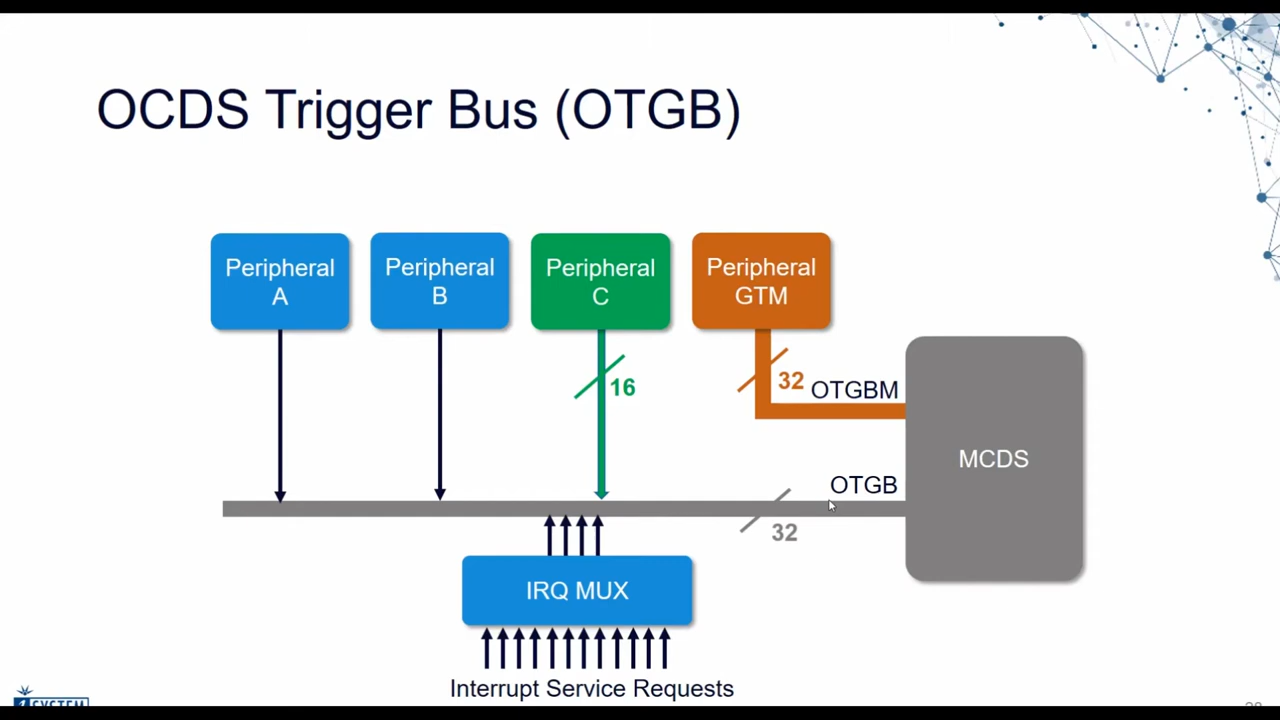 OCDS Trigger Bus (OTGB)
Peripheral
A
Peripheral
B
Peripheral
C
Peripheral
GTM
16
32
OTGBM
MCDS
OTGB
32
IRQ MUX
Interrupt Service Requests
SYSTEM